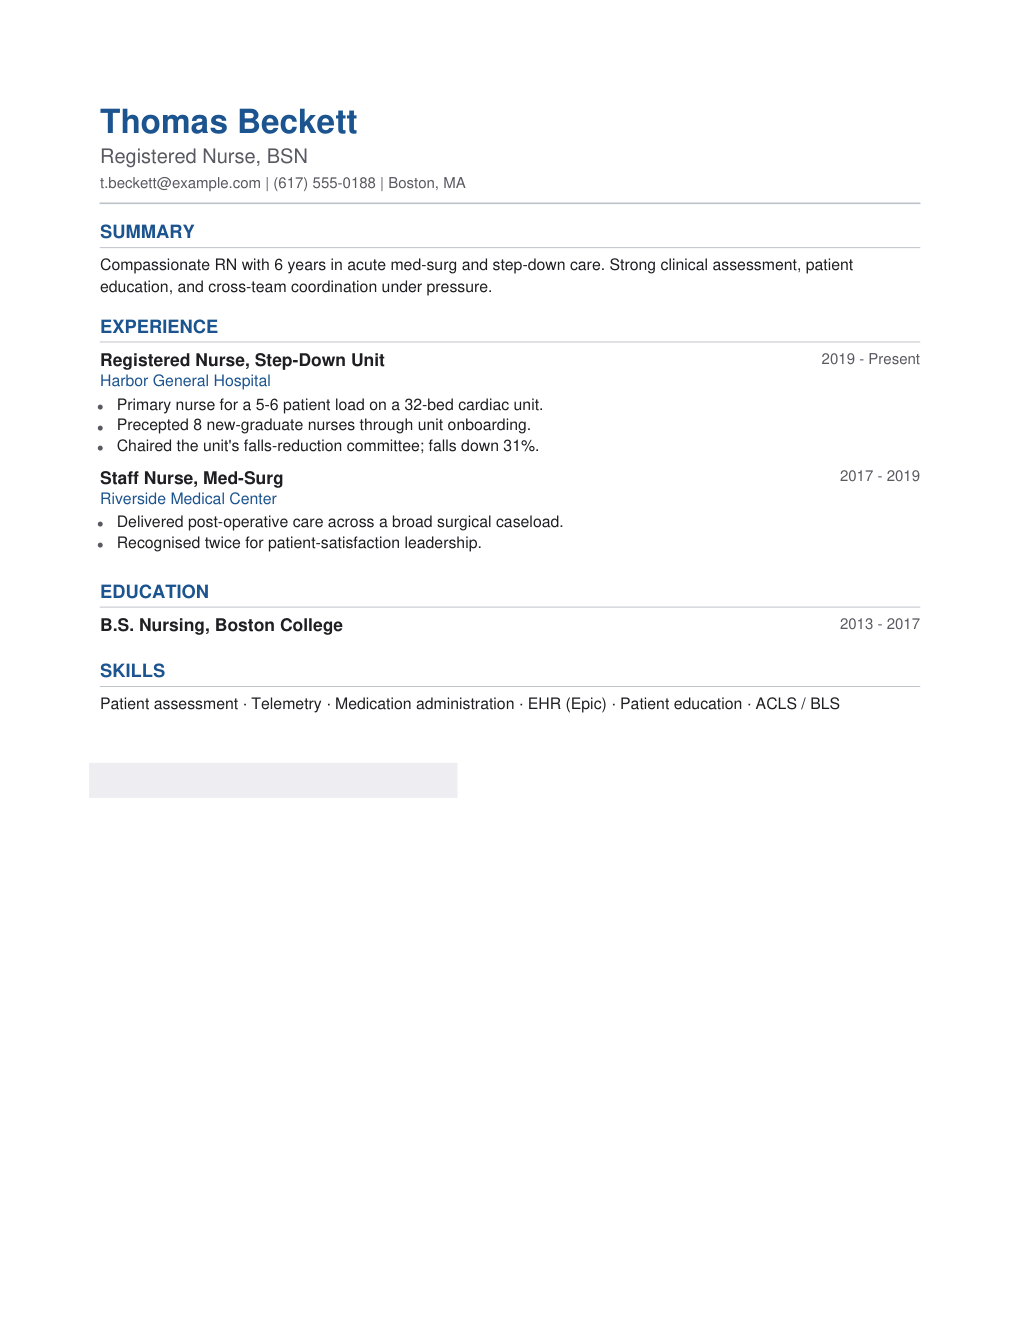 Thomas Beckett
Registered Nurse, BSN
t.beckett@example.com | (617) 555-0188 | Boston, MA
SUMMARY
Compassionate RN with 6 years in acute med-surg and step-down care. Strong clinical assessment, patient
education, and cross-team coordination under pressure.
EXPERIENCE
Registered Nurse, Step-Down Unit 2019 - Present
Harbor General Hospital
• Primary nurse for a 5-6 patient load on a 32-bed cardiac unit.
• Precepted 8 new-graduate nurses through unit onboarding.
• Chaired the unit's falls-reduction committee; falls down 31%.
Staff Nurse, Med-Surg 2017 - 2019
Riverside Medical Center
• Delivered post-operative care across a broad surgical caseload.
• Recognised twice for patient-satisfaction leadership.
EDUCATION
B.S. Nursing, Boston College 2013 - 2017
SKILLS
Patient assessment · Telemetry · Medication administration · EHR (Epic) · Patient education · ACLS / BLS